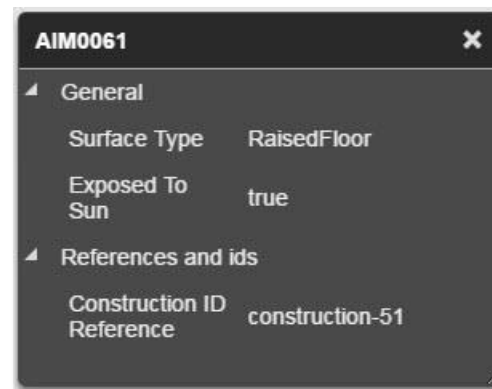 AIM0061
General
Surface Type RaisedFloor
Exposed To
Sun true
References and ids
Construction ID
Reference construction-51